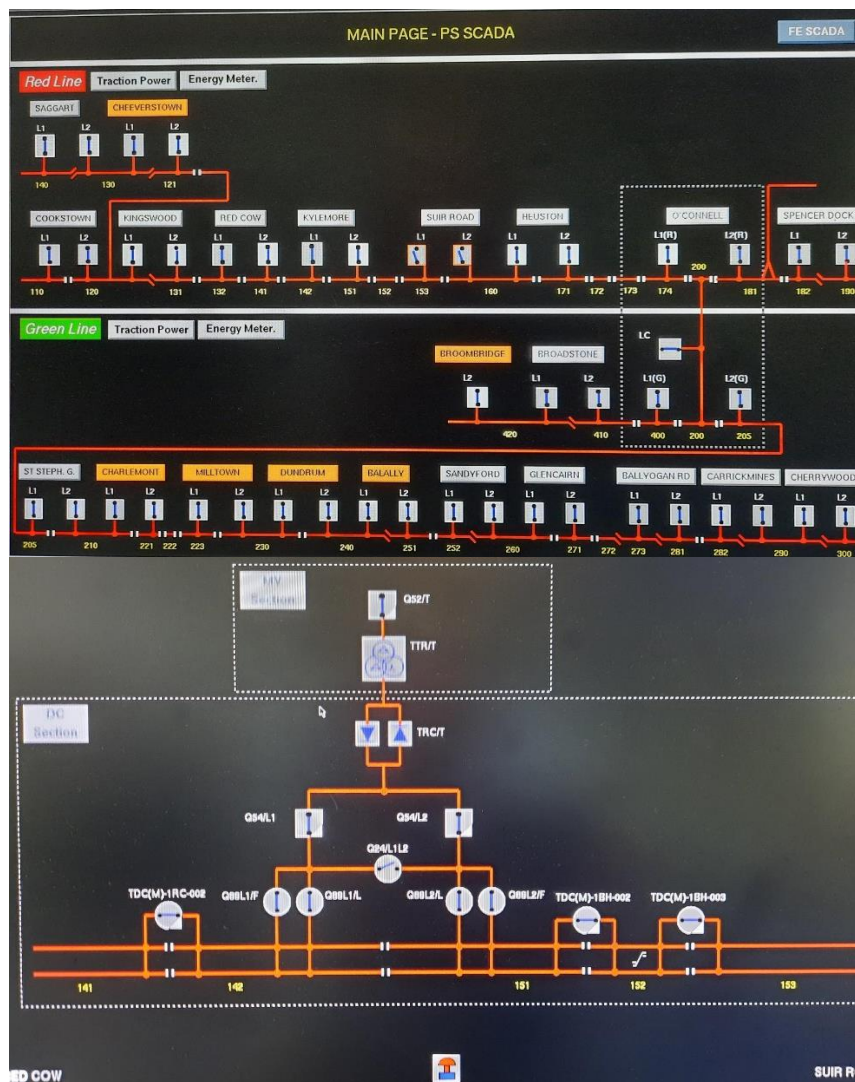 MAIN PAGE - PS SCADA
FE SCADA
Red Line
Traction Power
Energy Meter.
SAGGART
CHEEVERSTOWN
L1 L2 L1 L2
140 130 121
COOKSTOWN KINGSWOOD RED COW KYLEMORE SUIR ROAD HEUSTON O'CONNELL SPENCER DOCK
L1 L2 L1 L2 L1 L2 L1 L2 L1 L2 L1 L2 L1(R) L2(R) L1 L2
200
110 120 131 132 141 142 151 152 153 160 171 172 173 174 181 182 190
Green Line
Traction Power
Energy Meter.
LC
BROOMBRIDGE BROADSTONE
L2 L1 L2 L1(G) L2(G)
420 410 400 200 205
ST STEPH. G. CHARLEMONT MILLTOWN DUNDRUM BALALLY SANDYFORD GLENCAIRN BALLYOGAN RD CARRICKMINES CHERRYWOOD
L1 L2 L1 L2 L1 L2 L1 L2 L1 L2 L1 L2 L1 L2 L1 L2 L1 L2 L1 L2
205 210 221 222 223 230 240 251 252 260 271 272 273 281 282 290 300
MV
Section
Q52/T
TTR/T
DC
Section
TRC/T
Q54/L1 Q54/L2
Q24/L1L2
TDC(M)-1RC-002 Q89L1/F Q89L1/L Q89L2/L Q89L2/F TDC(M)-1BH-002 TDC(M)-1BH-003
141 142 151 152 153
RED COW SUIR R